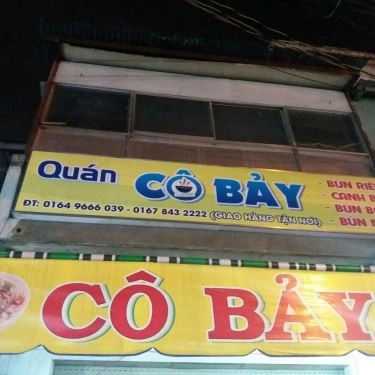 Quán CÔ BẢY
- BÚN RIÊ
- CANH B
- BÚN B
- BÚN
ĐT: 0164 9666 039 - 0167 843 2222 (GIAO HÀNG TẬN NƠI)
CÔ BẢY